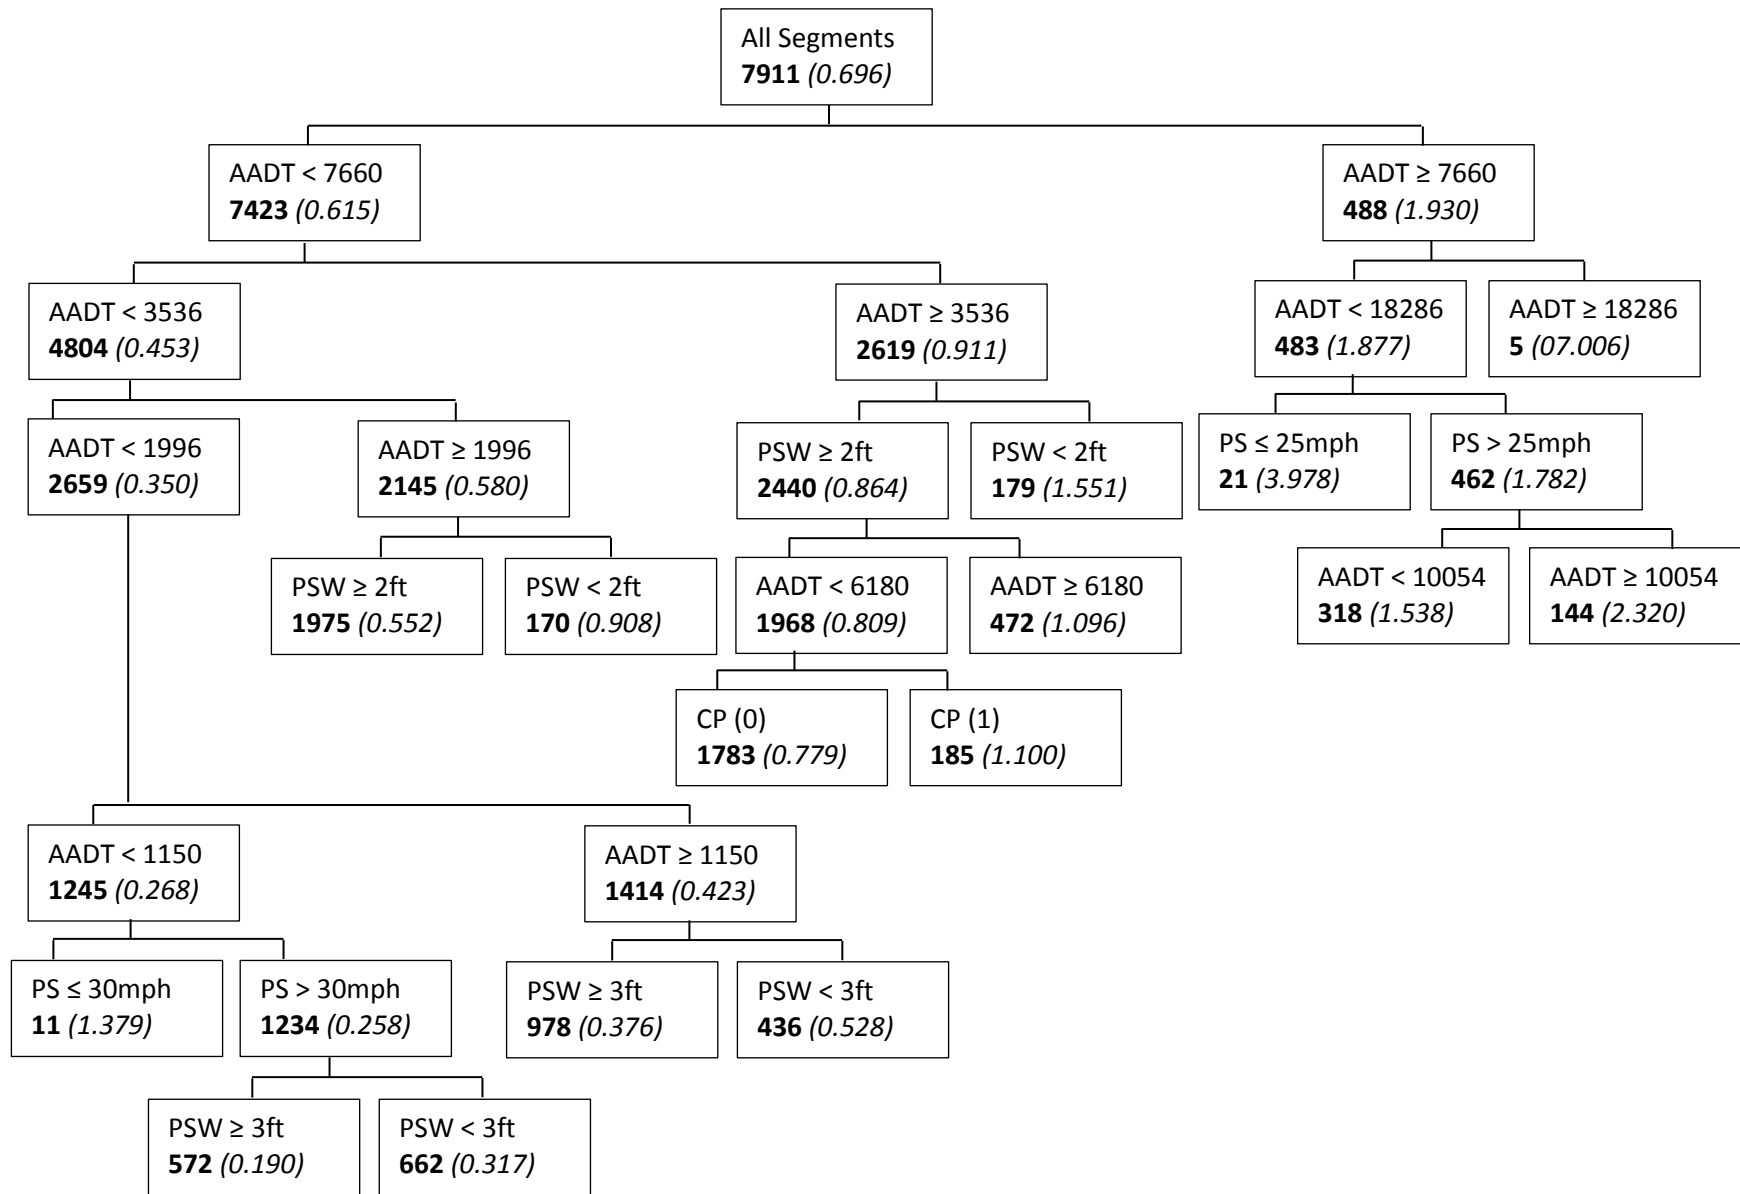 All Segments
7911 (0.696)
AADT < 7660
7423 (0.615)
AADT ≥ 7660
488 (1.930)
AADT < 3536
4804 (0.453)
AADT ≥ 3536
2619 (0.911)
AADT < 18286
483 (1.877)
AADT ≥ 18286
5 (07.006)
AADT < 1996
2659 (0.350)
AADT ≥ 1996
2145 (0.580)
PSW ≥ 2ft
2440 (0.864)
PSW < 2ft
179 (1.551)
PS ≤ 25mph
21 (3.978)
PS > 25mph
462 (1.782)
PSW ≥ 2ft
1975 (0.552)
PSW < 2ft
170 (0.908)
AADT < 6180
1968 (0.809)
AADT ≥ 6180
472 (1.096)
AADT < 10054
318 (1.538)
AADT ≥ 10054
144 (2.320)
CP (0)
1783 (0.779)
CP (1)
185 (1.100)
AADT < 1150
1245 (0.268)
AADT ≥ 1150
1414 (0.423)
PS ≤ 30mph
11 (1.379)
PS > 30mph
1234 (0.258)
PSW ≥ 3ft
978 (0.376)
PSW < 3ft
436 (0.528)
PSW ≥ 3ft
572 (0.190)
PSW < 3ft
662 (0.317)